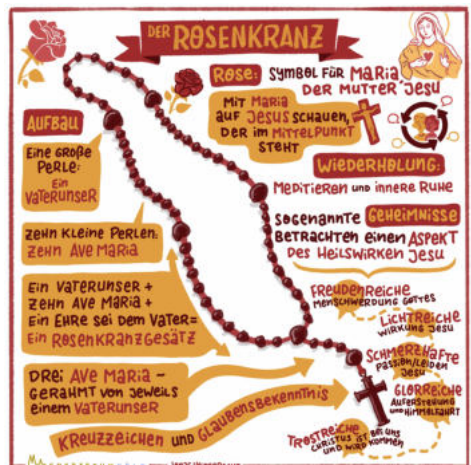 DER ROSENKRANZ
ROSE: SYMBOL FÜR MARIA,
DER MUTTER JESU
MIT MARIA
AUF JESUS SCHAUEN,
DER IM MITTELPUNKT
STEHT
AUFBAU
EINE GROßE
PERLE:
EIN
VATERUNSER
WIEDERHOLUNG:
MEDITIEREN UND INNERE RUHE
ZEHN KLEINE PERLEN:
ZEHN AVE MARIA
SOGENANNTE GEHEIMNISSE
BETRACHTEN EINEN ASPEKT
DES HEILSWIRKEN JESU
EIN VATERUNSER +
ZEHN AVE MARIA +
EIN EHRE SEI DEM VATER=
EIN ROSENKRANZGESÄTZ
FREUDENREICHE
MENSCHWERDUNG GOTTES
LICHTREICHE
WIRKUNG JESU
SCHMERZHAFTE
PASSION/LEIDEN
JESU
GLORREICHE
AUFERSTEHUNG
UND HIMMELFAHRT
TROSTREICHE
CHRISTUS IST BEI UNS
UND WIRD KOMMEN
DREI AVE MARIA –
GERAHMT VON JEWEILS
EINEM VATERUNSER
KREUZZEICHEN UND GLAUBENSBEKENNTNIS